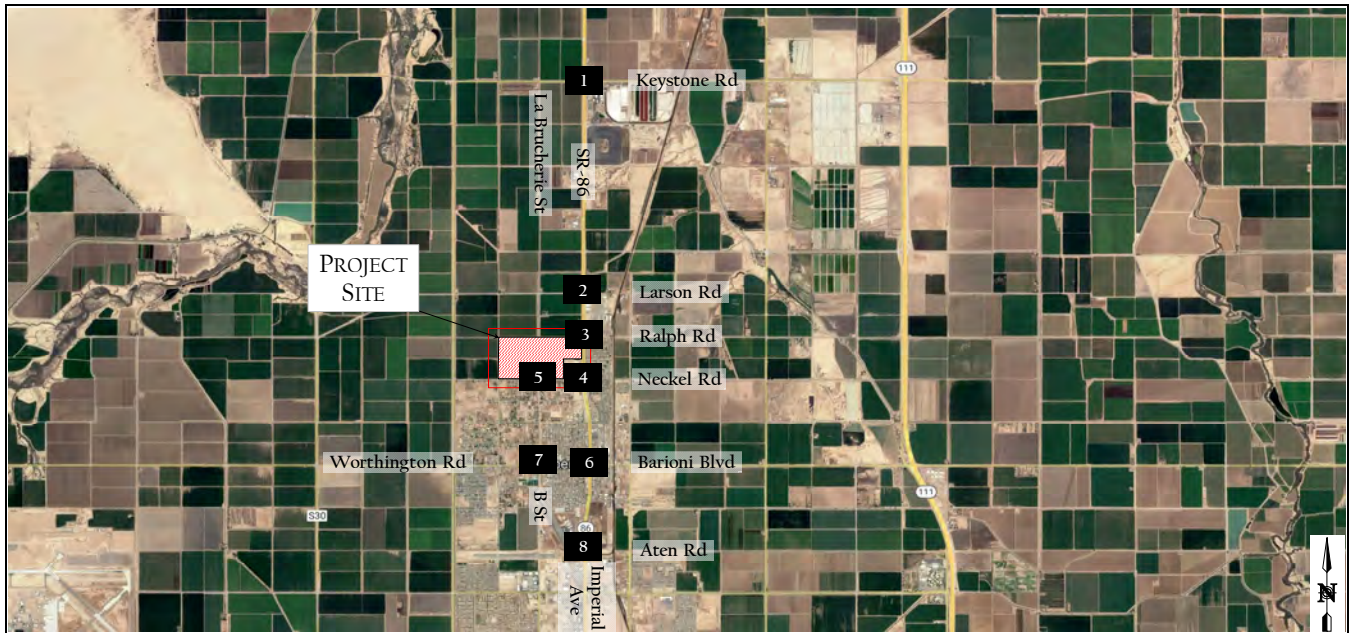 1
Keystone Rd
111
La Brucherie St
SR-86
PROJECT
SITE
2
Larson Rd
3
Ralph Rd
5
4
Neckel Rd
Worthington Rd
7
6
Barioni Blvd
B St
111
S30
86
8
Aten Rd
Imperial
Ave
N